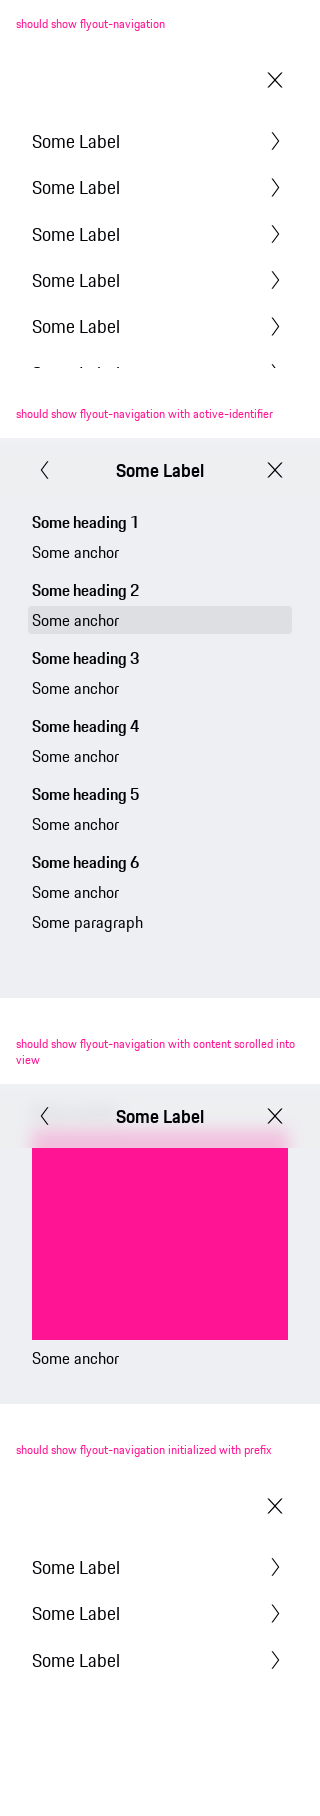 should show flyout-navigation
Some Label
Some Label
Some Label
Some Label
Some Label
should show flyout-navigation with active-identifier
Some Label
Some heading 1
Some anchor
Some heading 2
Some anchor
Some heading 3
Some anchor
Some heading 4
Some anchor
Some heading 5
Some anchor
Some heading 6
Some anchor
Some paragraph
should show flyout-navigation with content scrolled into
view
Some Label
Some anchor
should show flyout-navigation initialized with prefix
Some Label
Some Label
Some Label